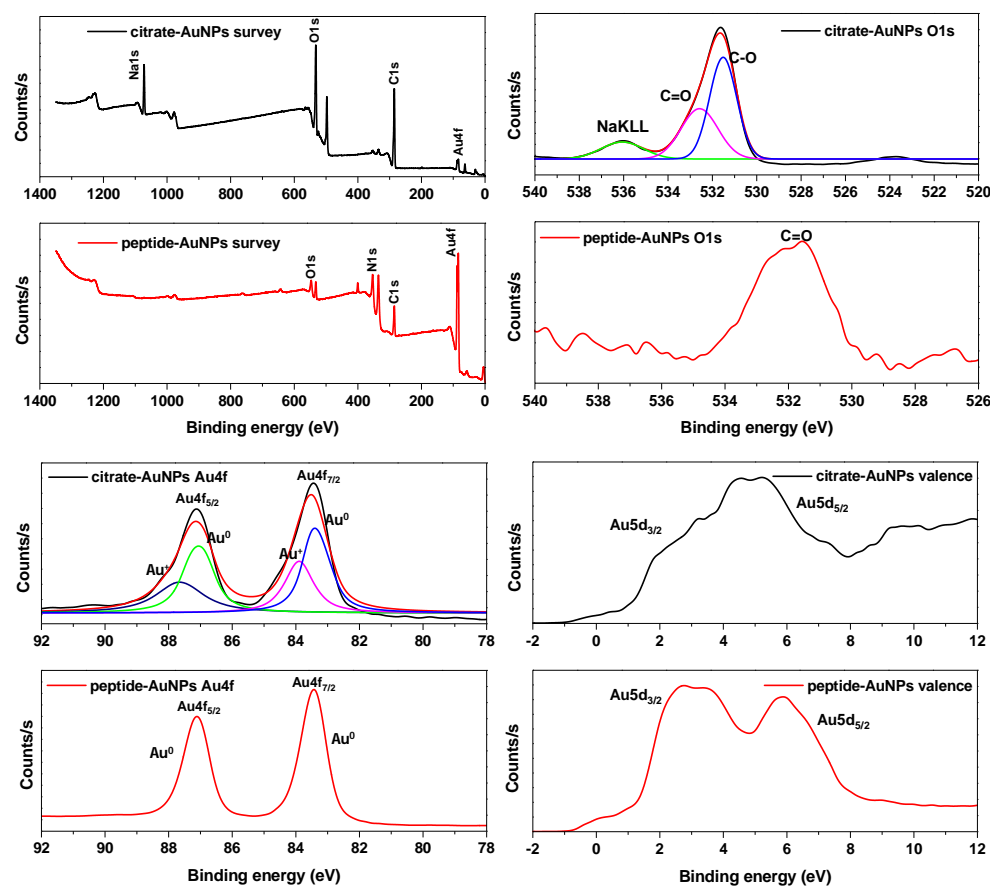 citrate-AuNPs survey
Na1s
O1s
C1s
Au4f
Counts/s
1400 1200 1000 800 600 400 200 0
peptide-AuNPs survey
O1s
N1s
C1s
Au4f
Counts/s
1400 1200 1000 800 600 400 200 0
Binding energy (eV)
citrate-AuNPs O1s
C-O
C=O
NaKLL
Counts/s
540 538 536 534 532 530 528 526 524 522 520
peptide-AuNPs O1s
C=O
Counts/s
540 538 536 534 532 530 528 526
Binding energy (eV)
citrate-AuNPs Au4f
Au4f5/2
Au4f7/2
Au0
Au0
Au+
Au+
Counts/s
92 90 88 86 84 82 80 78
peptide-AuNPs Au4f
Au4f5/2
Au4f7/2
Au0
Au0
Counts/s
92 90 88 86 84 82 80 78
Binding energy (eV)
citrate-AuNPs valence
Au5d3/2
Au5d5/2
Counts/s
-2 0 2 4 6 8 10 12
peptide-AuNPs valence
Au5d3/2
Au5d5/2
Counts/s
-2 0 2 4 6 8 10 12
Binding energy (eV)